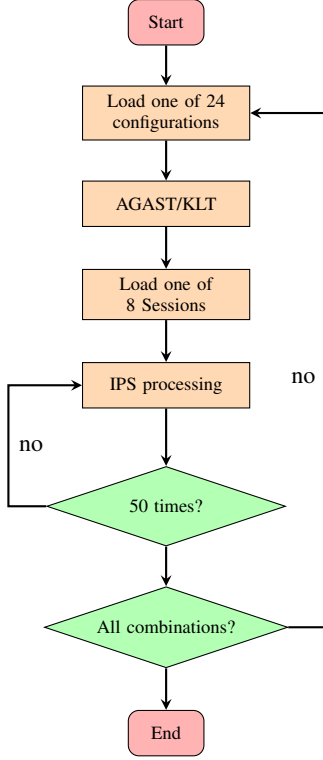 Start
Load one of 24
configurations
AGAST/KLT
Load one of
8 Sessions
IPS processing
no
no
50 times?
All combinations?
End